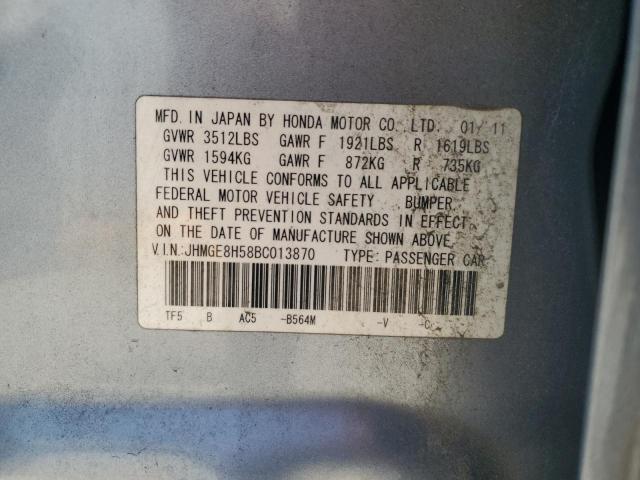 MFD. IN JAPAN BY HONDA MOTOR CO., LTD. 01/11
GVWR 3512LBS GAWR F 1921LBS R 1619LBS
GVWR 1594KG GAWR F 872KG R 735KG
THIS VEHICLE CONFORMS TO ALL APPLICABLE
FEDERAL MOTOR VEHICLE SAFETY BUMPER,
AND THEFT PREVENTION STANDARDS IN EFFECT
ON THE DATE OF MANUFACTURE SHOWN ABOVE.
V.I.N.:JHMGE8H58BC013870 TYPE: PASSENGER CAR
TF5 B AC5 -B564M -V -C